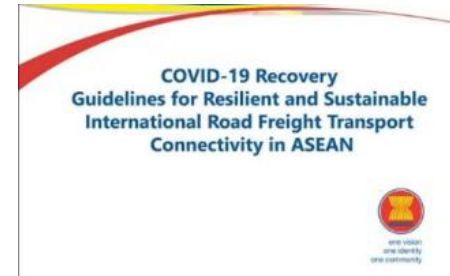 COVID-19 Recovery
Guidelines for Resilient and Sustainable
International Road Freight Transport
Connectivity in ASEAN
one vision
one identity
one community